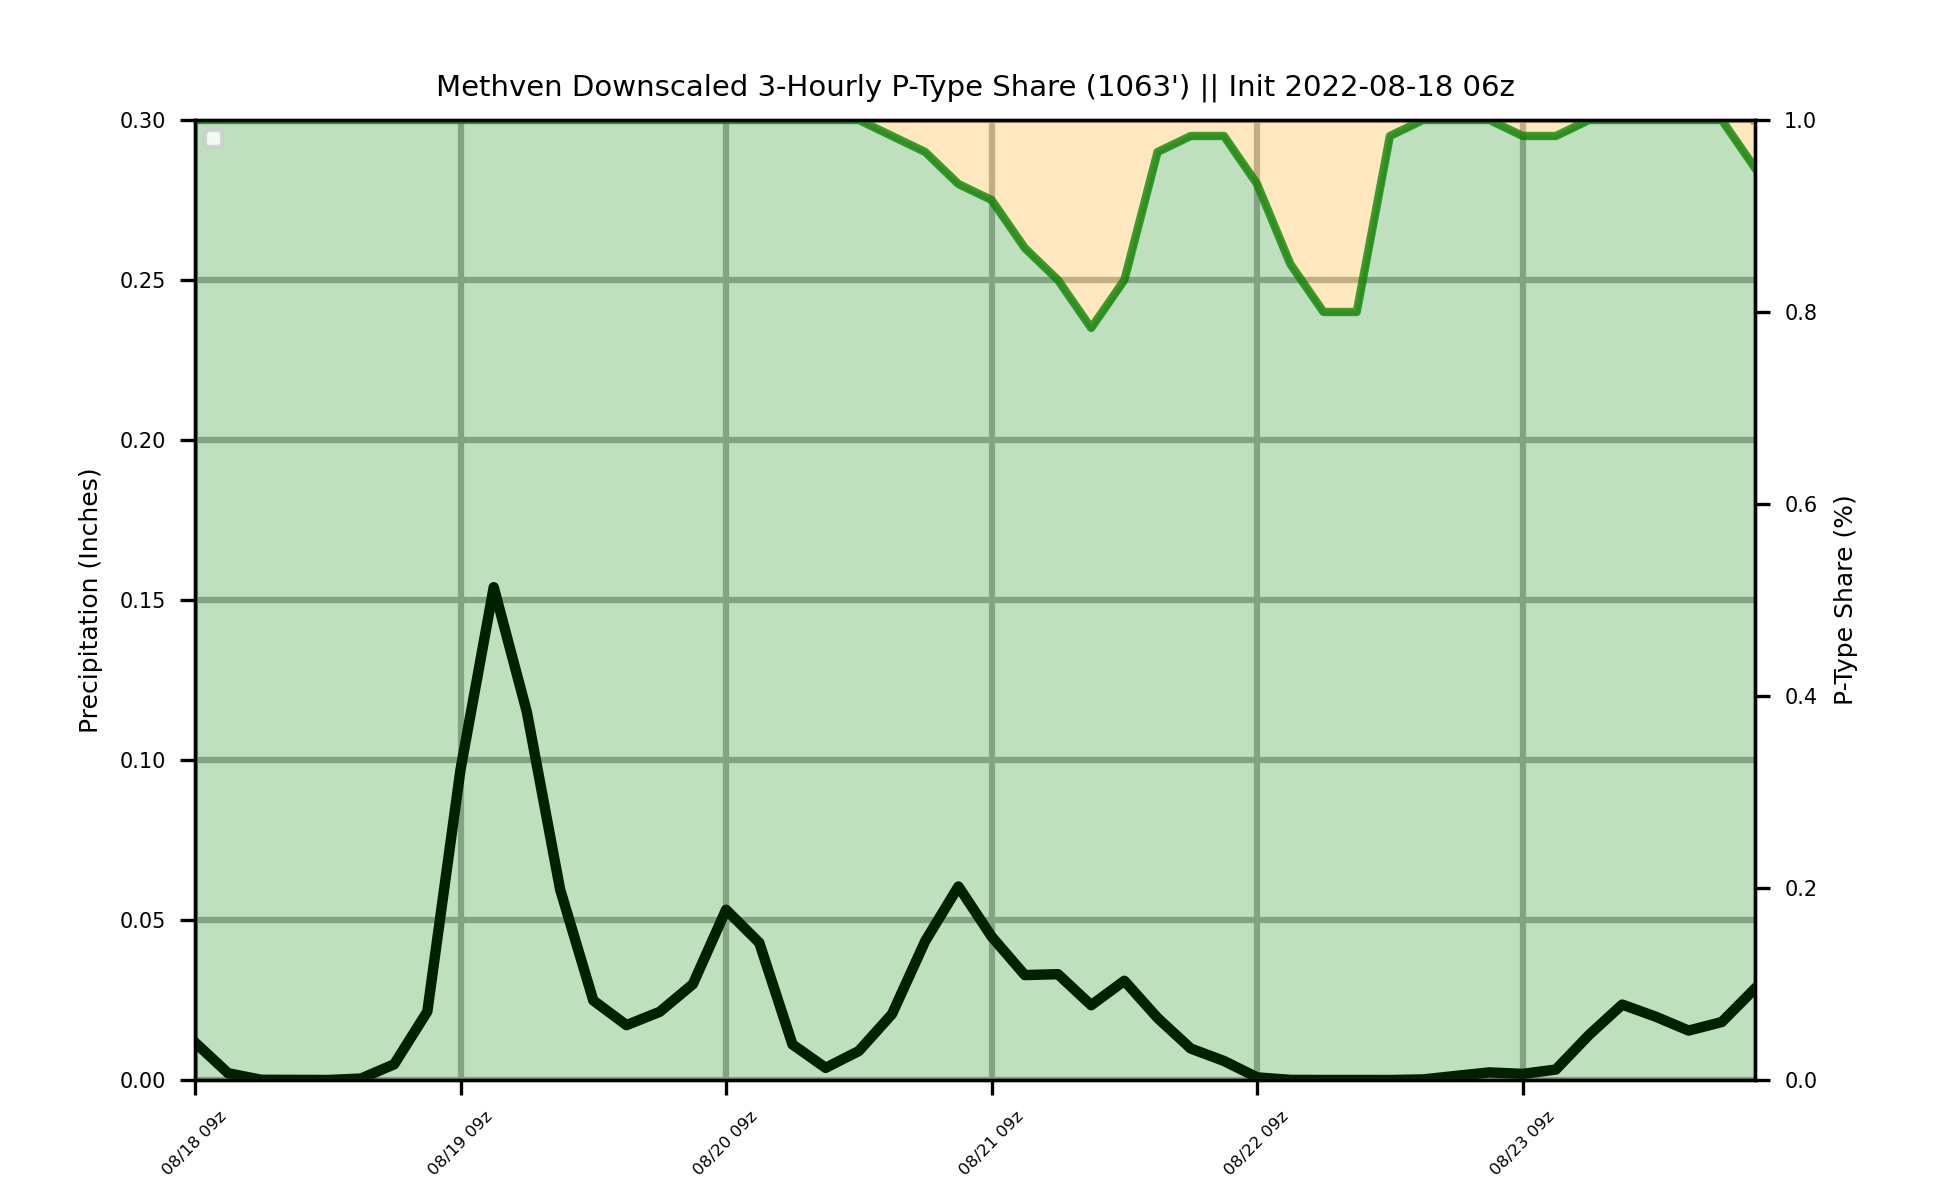 Methven Downscaled 3-Hourly P-Type Share (1063') || Init 2022-08-18 06z
0.30
0.25
0.20
0.15
0.10
0.05
0.00
Precipitation (Inches)
1.0
0.8
0.6
0.4
0.2
0.0
P-Type Share (%)
08/18 09z
08/19 09z
08/20 09z
08/21 09z
08/22 09z
08/23 09z